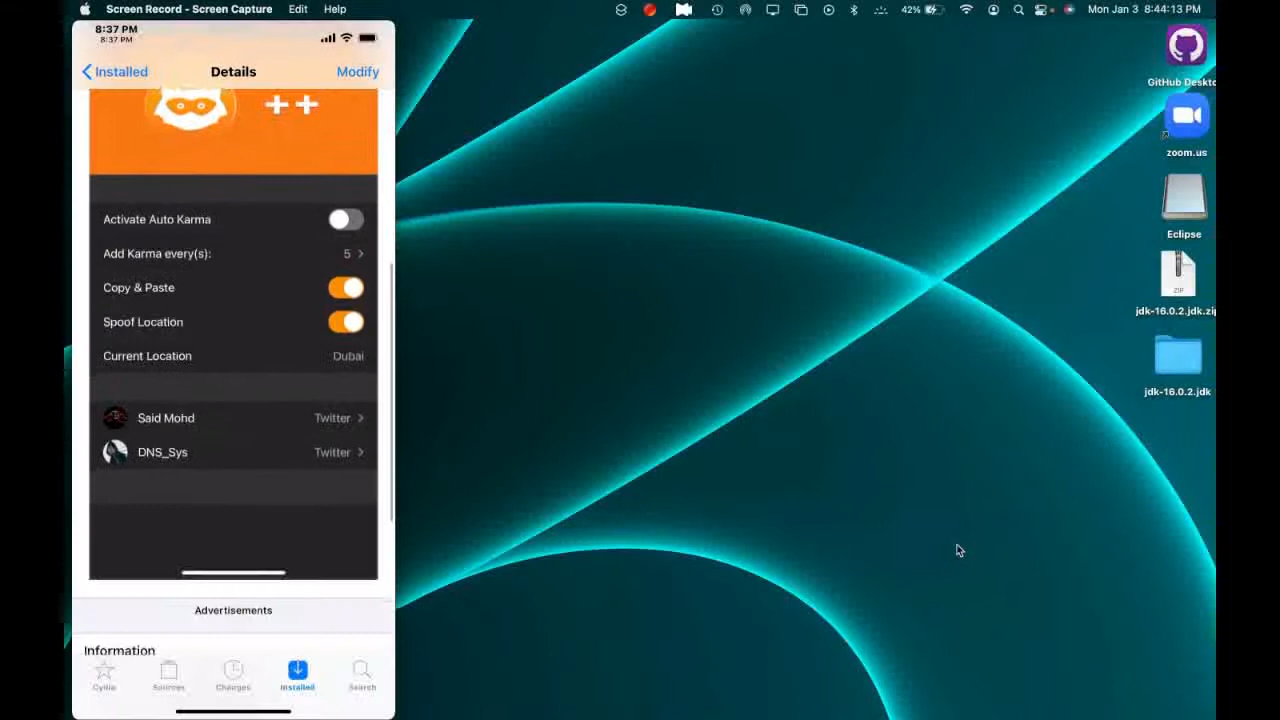 Screen Record - Screen Capture Edit Help
42% Mon Jan 3 8:44:13 PM
8:37 PM
8:37 PM
Installed Details Modify
++
Activate Auto Karma
Add Karma every(s): 5 >
Copy & Paste
Spoof Location
Current Location Dubai
Said Mohd Twitter >
DNS_Sys Twitter >
Advertisements
Information
Cydia Sources Changes Installed Search
GitHub Deskto
zoom.us
Eclipse
ZIP
jdk-16.0.2.jdk.zip
jdk-16.0.2.jdk